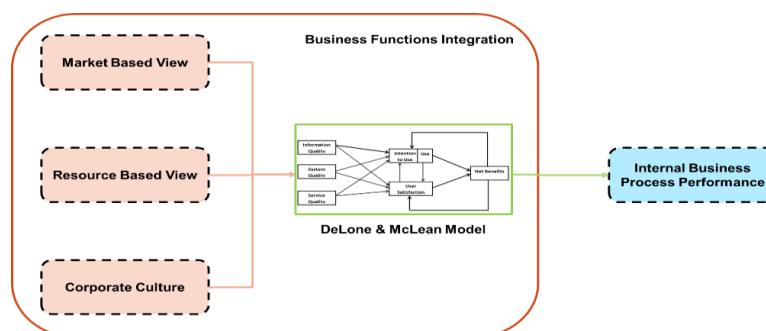 Business Functions Integration
Market Based View
Resource Based View
Corporate Culture
Information
Quality
System
Quality
Service
Quality
Intention
to Use
Use
User
Satisfaction
Net Benefits
DeLone & McLean Model
Internal Business
Process Performance